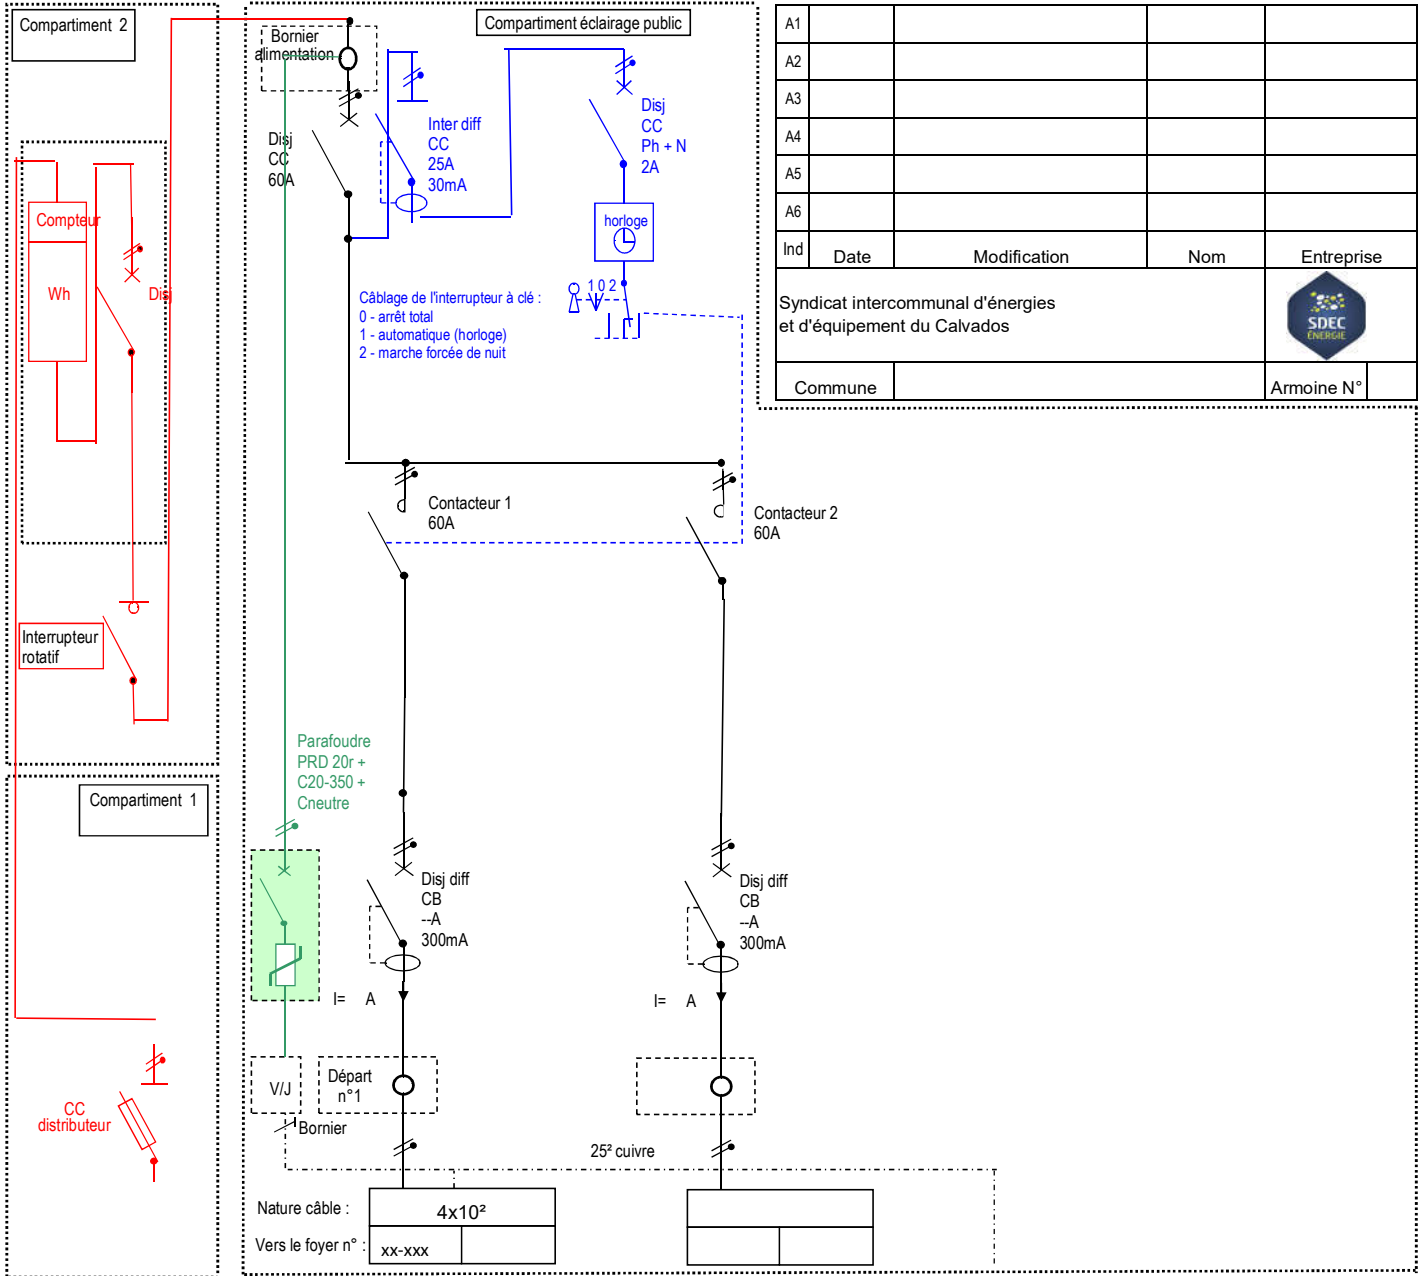 Compartiment 2
Compteur
Wh
Disj
Interrupteur
rotatif
Compartiment 1
CC
distributeur
Compartiment éclairage public
Bornier
alimentation
Disj
CC
60A
Inter diff
CC
25A
30mA
Disj
CC
Ph + N
2A
horloge
1 0 2
Câblage de l'interrupteur à clé :
0 - arrêt total
1 - automatique (horloge)
2 - marche forcée de nuit
Contacteur 1
60A
Contacteur 2
60A
Parafoudre
PRD 20r +
C20-350 +
Cneutre
Disj diff
CB
--A
300mA
Disj diff
CB
--A
300mA
I= A
I= A
V/J
Départ
n°1
Bornier
25² cuivre
Nature câble :
4x10²
Vers le foyer n° :
xx-xxx
A1
A2
A3
A4
A5
A6
Ind Date Modification Nom Entreprise
Syndicat intercommunal d'énergies
et d'équipement du Calvados
SDEC
ÉNERGIE
Commune
Armoine N°